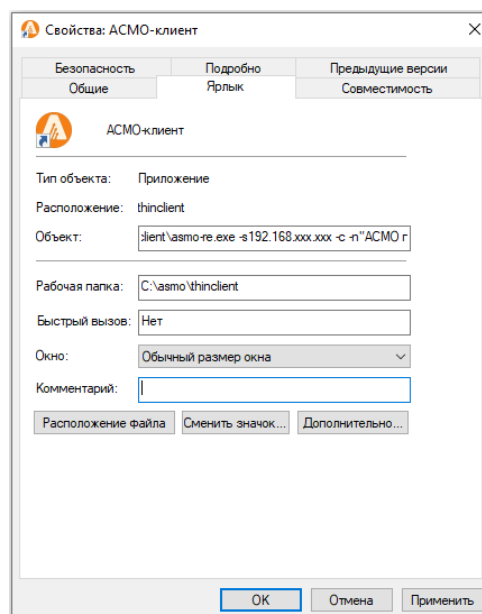 Свойства: АСМО-клиент
Безопасность Подробно Предыдущие версии
Общие Ярлык Совместимость
АСМО-клиент
Тип объекта: Приложение
Расположение: thinclient
Объект: :lient\asmo-re.exe -s192.168.xxx.xxx -c -n"АСМО г
Рабочая папка: C:\asmo\thinclient
Быстрый вызов: Нет
Окно: Обычный размер окна
Комментарий:
Расположение файла Сменить значок... Дополнительно...
OK Отмена Применить